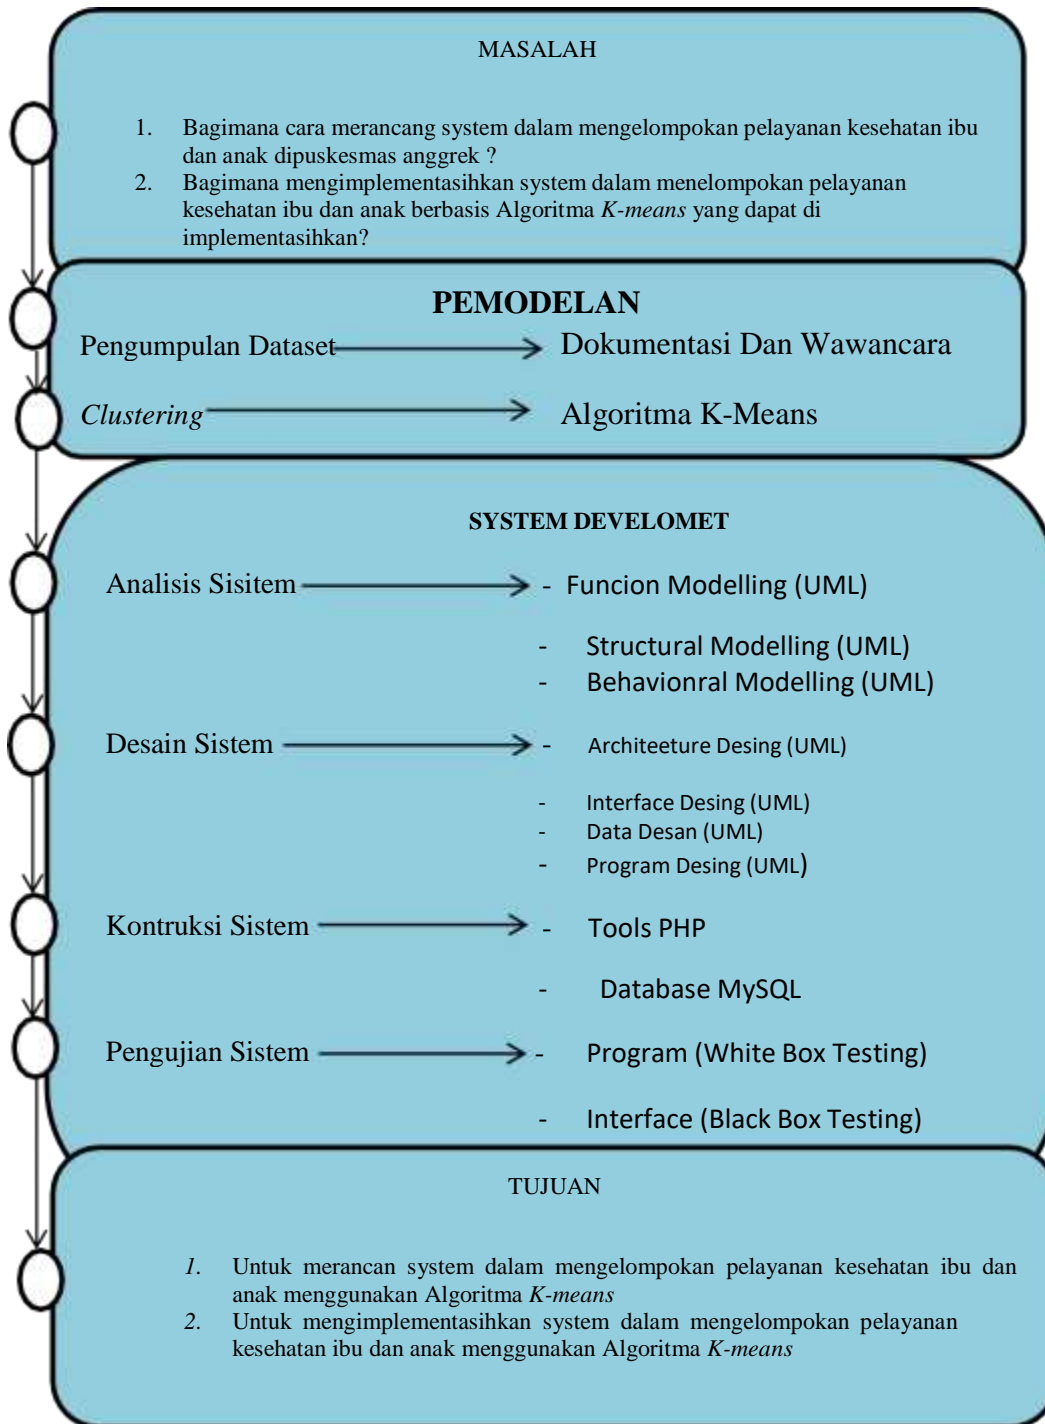 MASALAH
1. Bagimana cara merancang system dalam mengelompokan pelayanan kesehatan ibu
dan anak dipuskesmas anggrek ?
2. Bagimana mengimplementasihkan system dalam menelompokan pelayanan
kesehatan ibu dan anak berbasis Algoritma K-means yang dapat di
implementasihkan?
PEMODELAN
Pengumpulan Dataset Dokumentasi Dan Wawancara
Clustering Algoritma K-Means
SYSTEM DEVELOMET
Analisis Sisitem - Funcion Modelling (UML)
- Structural Modelling (UML)
- Behavionral Modelling (UML)
Desain Sistem - Architeeture Desing (UML)
- Interface Desing (UML)
- Data Desan (UML)
- Program Desing (UML)
Kontruksi Sistem - Tools PHP
- Database MySQL
Pengujian Sistem - Program (White Box Testing)
- Interface (Black Box Testing)
TUJUAN
1. Untuk merancan system dalam mengelompokan pelayanan kesehatan ibu dan
anak menggunakan Algoritma K-means
2. Untuk mengimplementasihkan system dalam mengelompokan pelayanan
kesehatan ibu dan anak menggunakan Algoritma K-means